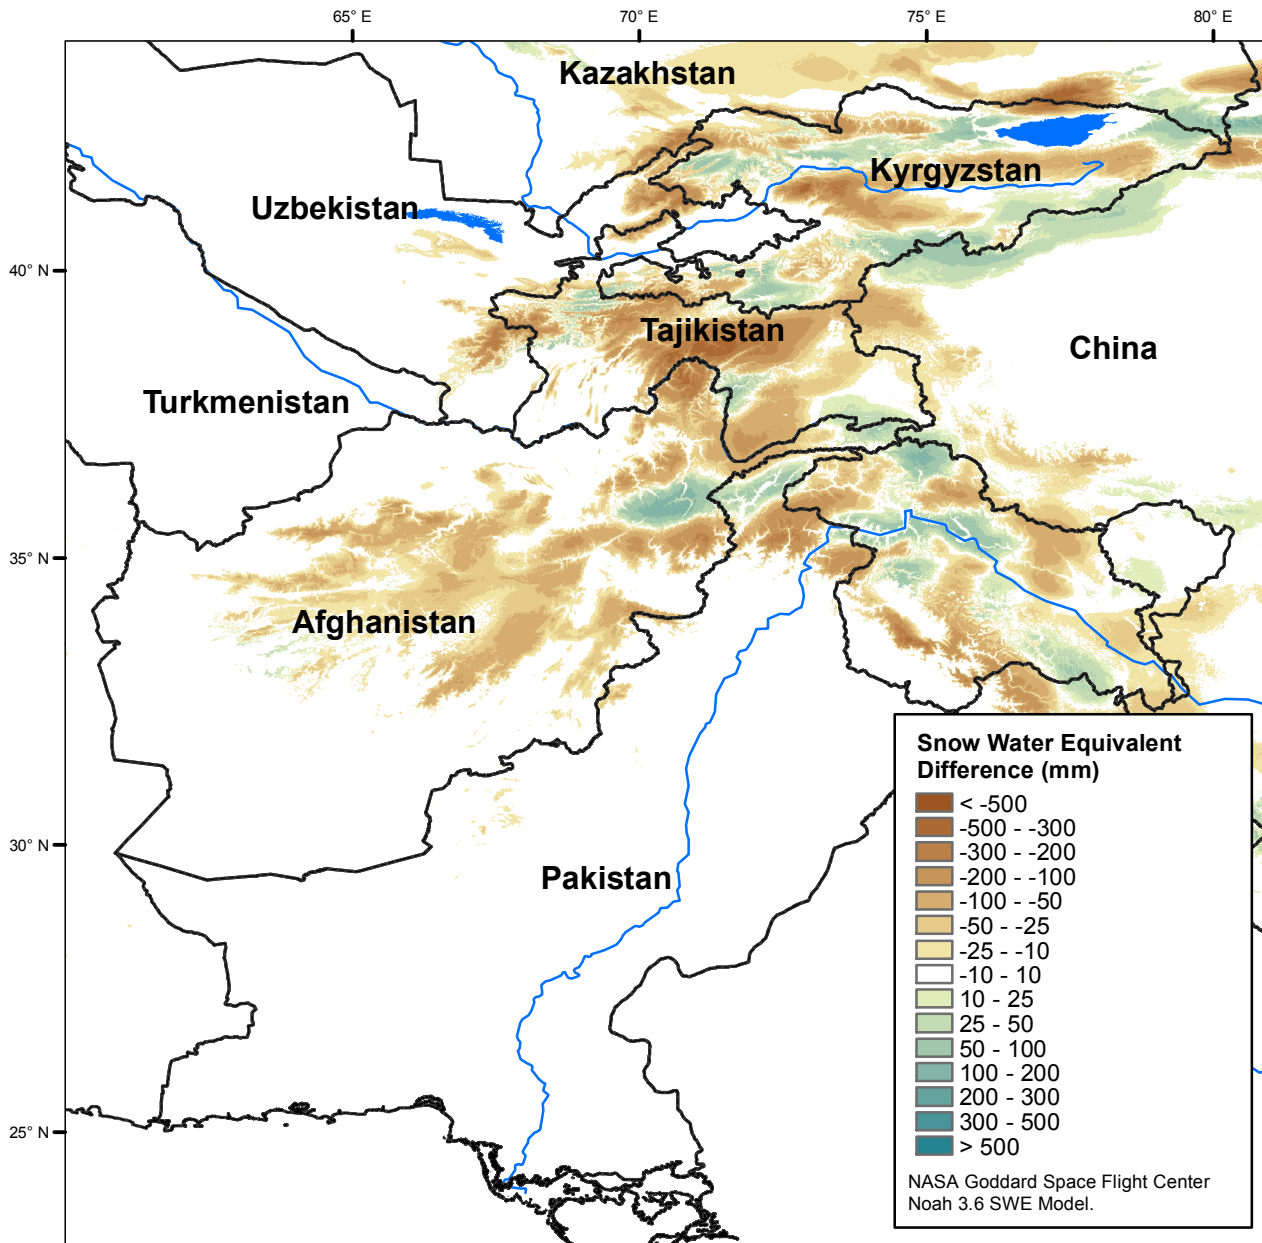 65° E
70° E
75° E
80° E
Kazakhstan
Kyrgyzstan
Uzbekistan
40° N
Tajikistan
China
Turkmenistan
35° N
Afghanistan
30° N
Pakistan
25° N
Snow Water Equivalent
Difference (mm)
< -500
-500 - -300
-300 - -200
-200 - -100
-100 - -50
-50 - -25
-25 - -10
-10 - 10
10 - 25
25 - 50
50 - 100
100 - 200
200 - 300
300 - 500
> 500
NASA Goddard Space Flight Center
Noah 3.6 SWE Model.